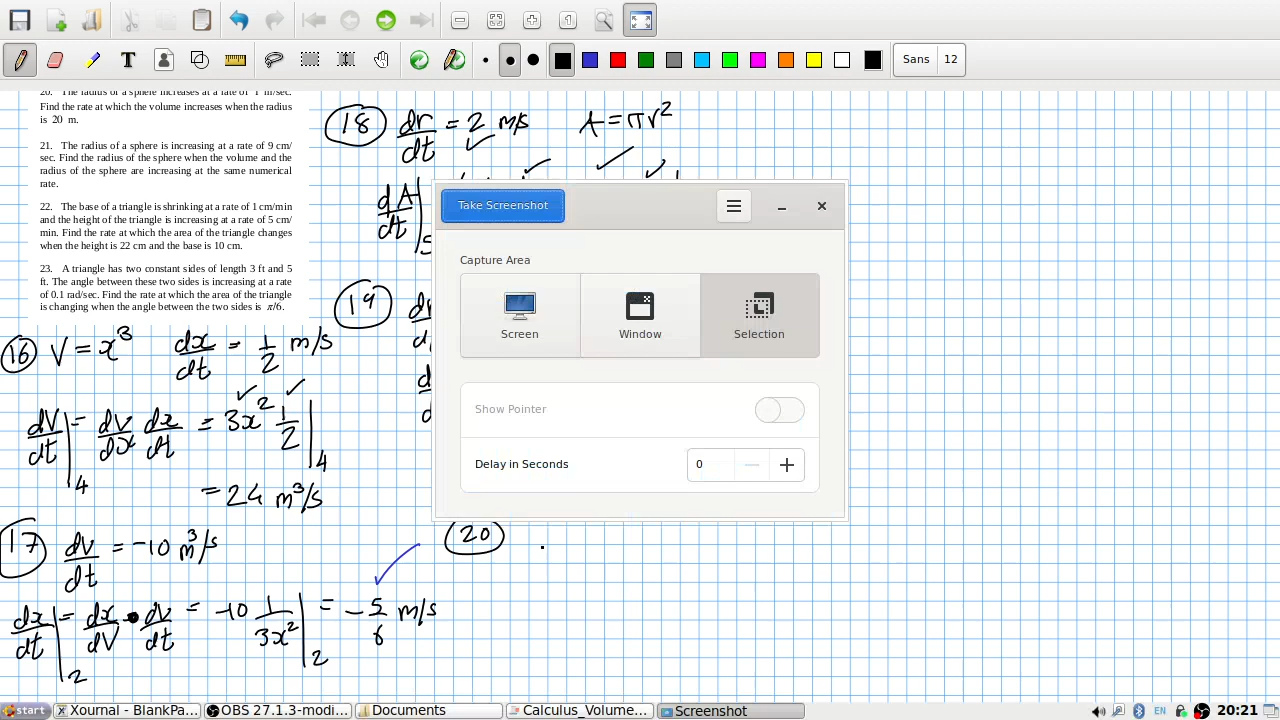 Sans 12
20. The radius of a sphere increases at a rate of 1 m/sec.
Find the rate at which the volume increases when the radius
is 20 m.
21. The radius of a sphere is increasing at a rate of 9 cm/
sec. Find the radius of the sphere when the volume and the
radius of the sphere are increasing at the same numerical
rate.
22. The base of a triangle is shrinking at a rate of 1 cm/min
and the height of the triangle is increasing at a rate of 5 cm/
min. Find the rate at which the area of the triangle changes
when the height is 22 cm and the base is 10 cm.
23. A triangle has two constant sides of length 3 ft and 5
ft. The angle between these two sides is increasing at a rate
of 0.1 rad/sec. Find the rate at which the area of the triangle
is changing when the angle between the two sides is π/6.
16 V = x³ dx/dt = 1/2 m/s
dV/dt |4 = dV/dx dx/dt = 3x² 1/2 |4
= 24 m³/s
17 dV/dt = -10 m³/s
dx/dt |2 = dx/dV · dV/dt = -10 1/3x² |2 = -5/6 m/s
18 dr/dt = 2 m/s A = πr²
dA/dt |5
19 dr
20
Take Screenshot
Capture Area
Screen Window Selection
Show Pointer
Delay in Seconds 0
start Xournal - BlankPa... OBS 27.1.3-modi... Documents Calculus_Volume... Screenshot EN 20:21